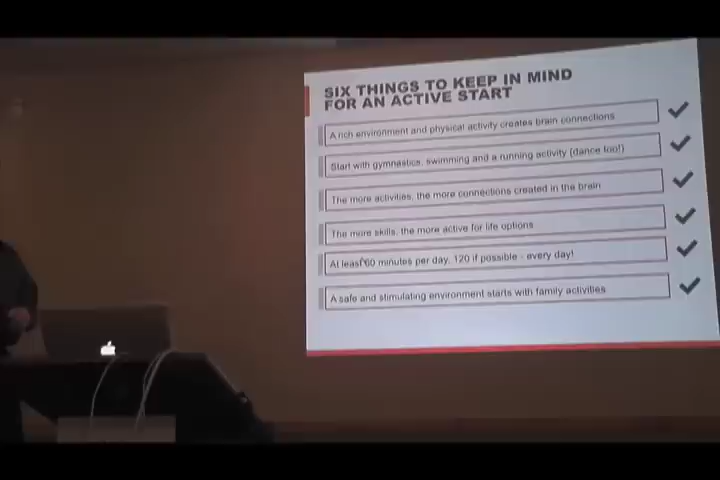 SIX THINGS TO KEEP IN MIND
FOR AN ACTIVE START
A rich environment and physical activity creates brain connections
Start with gymnastics, swimming and a running activity (dance too!)
The more activities, the more connections created in the brain
The more skills, the more active for life options
At least 60 minutes per day, 120 if possible - every day!
A safe and stimulating environment starts with family activities